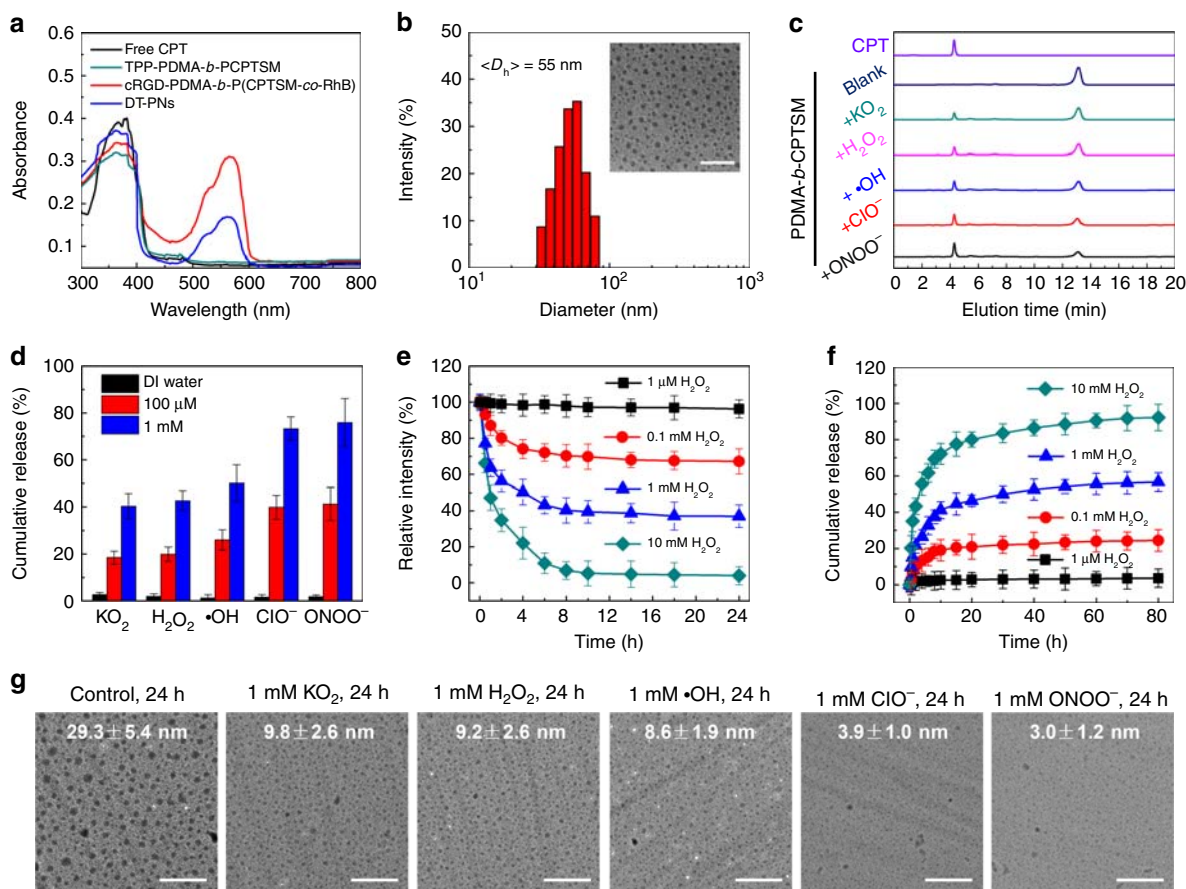 a
0.6
0.5
0.4
0.3
0.2
0.1
300 400 500 600 700 800
Absorbance
Wavelength (nm)
Free CPT
TPP-PDMA-b-PCPTSM
cRGD-PDMA-b-P(CPTSM-co-RhB)
DT-PNs
b
50
40
30
20
10
0
10¹ 10² 10³
Intensity (%)
Diameter (nm)
<Dₕ> = 55 nm
c
CPT
Blank
+KO₂
+H₂O₂
+ •OH
+ClO⁻
+ONOO⁻
PDMA-b-CPTSM
0 2 4 6 8 10 12 14 16 18 20
Elution time (min)
d
100
80
60
40
20
0
Cumulative release (%)
DI water
100 μM
1 mM
KO₂ H₂O₂ •OH ClO⁻ ONOO⁻
e
120
100
80
60
40
20
0
Relative intensity (%)
1 μM H₂O₂
0.1 mM H₂O₂
1 mM H₂O₂
10 mM H₂O₂
0 4 8 12 16 20 24
Time (h)
f
120
100
80
60
40
20
0
Cumulative release (%)
10 mM H₂O₂
1 mM H₂O₂
0.1 mM H₂O₂
1 μM H₂O₂
0 20 40 60 80
Time (h)
g
Control, 24 h
29.3±5.4 nm
1 mM KO₂, 24 h
9.8±2.6 nm
1 mM H₂O₂, 24 h
9.2±2.6 nm
1 mM •OH, 24 h
8.6±1.9 nm
1 mM ClO⁻, 24 h
3.9±1.0 nm
1 mM ONOO⁻, 24 h
3.0±1.2 nm